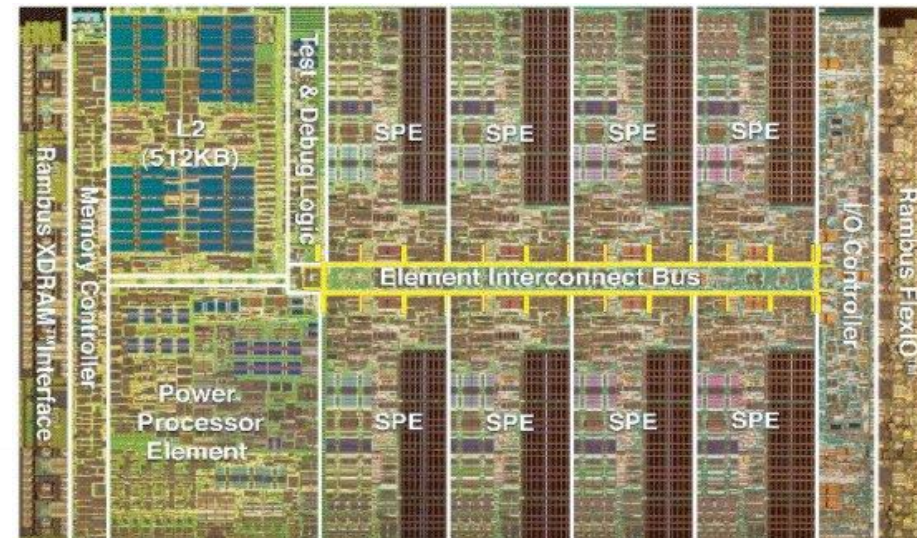 Rambus XDRAM™ Interface
Memory Controller
L2
(512KB)
Test & Debug Logic
SPE
SPE
SPE
SPE
I/O Controller
Rambus FlexIO™
Element Interconnect Bus
Power
Processor
Element
SPE
SPE
SPE
SPE